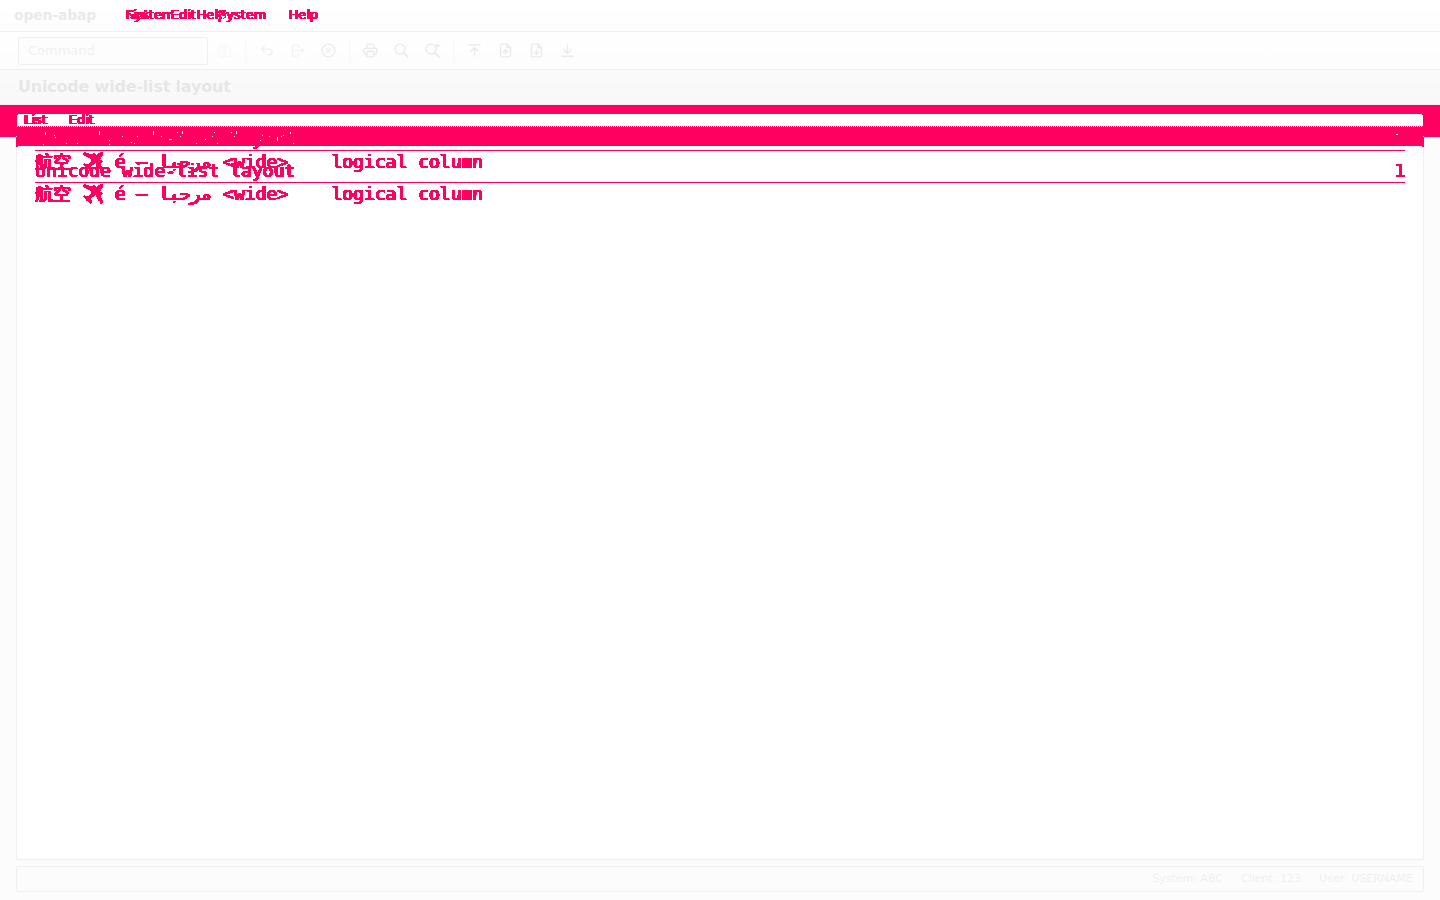 open-abap System Help
Command
Unicode wide-list layout
List Edit
航空 ✈ é — مرحبا <wide> logical column
Unicode wide-list layout 1
航空 ✈ é — مرحبا <wide> logical column
System: ABC Client: 123 User: USERNAME